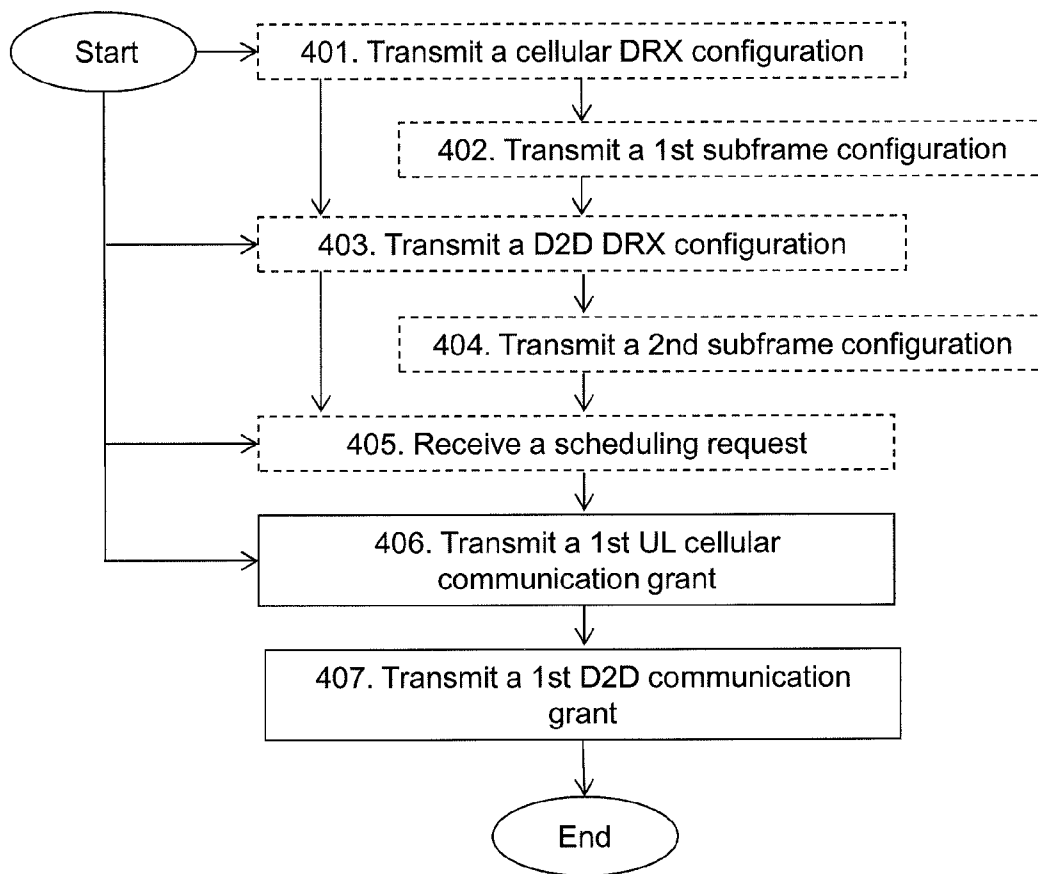 Start
401. Transmit a cellular DRX configuration
402. Transmit a 1st subframe configuration
403. Transmit a D2D DRX configuration
404. Transmit a 2nd subframe configuration
405. Receive a scheduling request
406. Transmit a 1st UL cellular
communication grant
407. Transmit a 1st D2D communication
grant
End